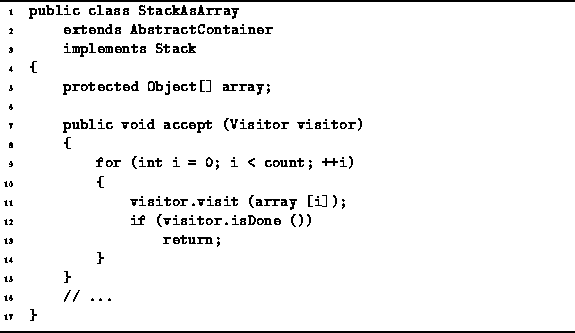 1 public class StackAsArray
2     extends AbstractContainer
3     implements Stack
4 {
5     protected Object[] array;
6
7     public void accept (Visitor visitor)
8     {
9         for (int i = 0; i < count; ++i)
10         {
11             visitor.visit (array [i]);
12             if (visitor.isDone ())
13                 return;
14         }
15     }
16     // ...
17 }